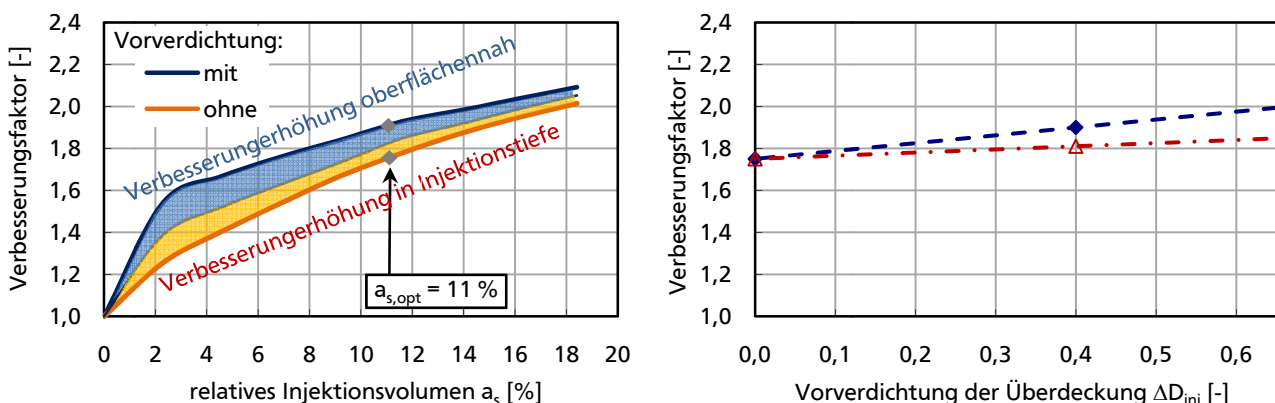 Verbesserungsfaktor [-]
2,4
2,2
2,0
1,8
1,6
1,4
1,2
1,0
Vorverdichtung:
mit
ohne
Verbesserungerhöhung oberflächennah
Verbesserungerhöhung in Injektionstiefe
a_s,opt = 11 %
0 2 4 6 8 10 12 14 16 18 20
relatives Injektionsvolumen a_s [%]
Verbesserungsfaktor [-]
2,4
2,2
2,0
1,8
1,6
1,4
1,2
1,0
0,0 0,1 0,2 0,3 0,4 0,5 0,6
Vorverdichtung der Überdeckung ΔD_inj [-]